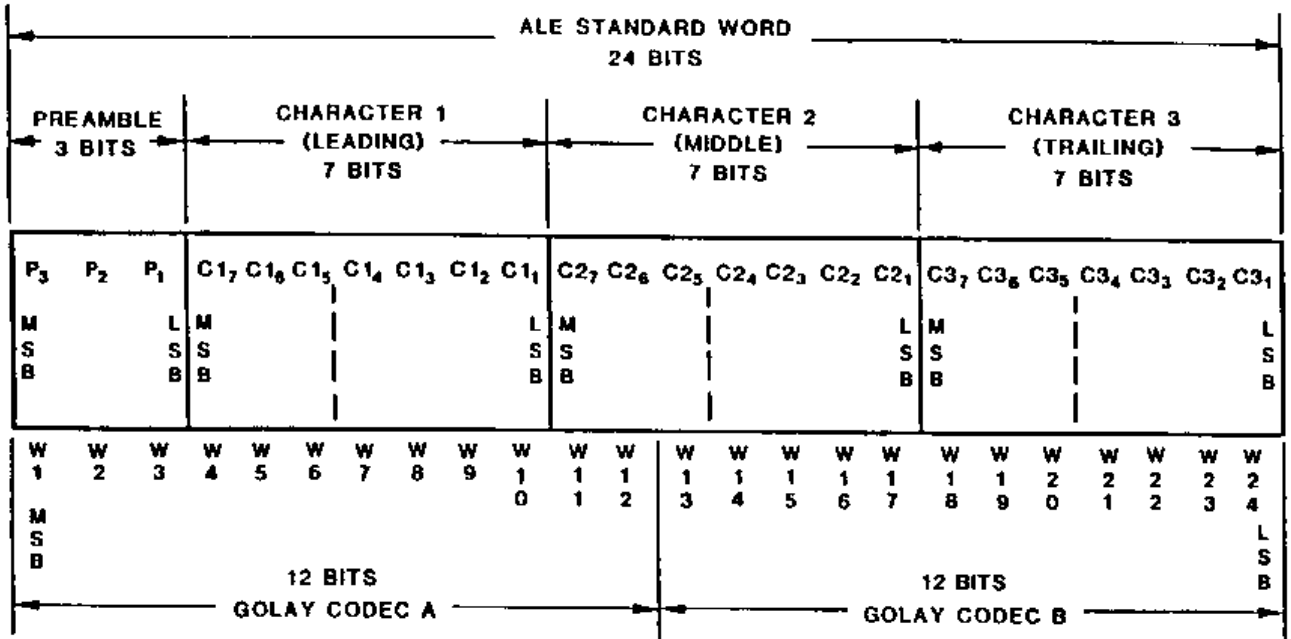 ALE STANDARD WORD
24 BITS
PREAMBLE
3 BITS
CHARACTER 1
(LEADING)
7 BITS
CHARACTER 2
(MIDDLE)
7 BITS
CHARACTER 3
(TRAILING)
7 BITS
P3 P2 P1 C17 C16 C15 C14 C13 C12 C11 C27 C26 C25 C24 C23 C22 C21 C37 C36 C35 C34 C33 C32 C31
MSB LSB MSB LSB MSB LSB MSB LSB
W1 W2 W3 W4 W5 W6 W7 W8 W9 W10 W11 W12 W13 W14 W15 W16 W17 W18 W19 W20 W21 W22 W23 W24
MSB LSB
12 BITS
GOLAY CODEC A
12 BITS
GOLAY CODEC B